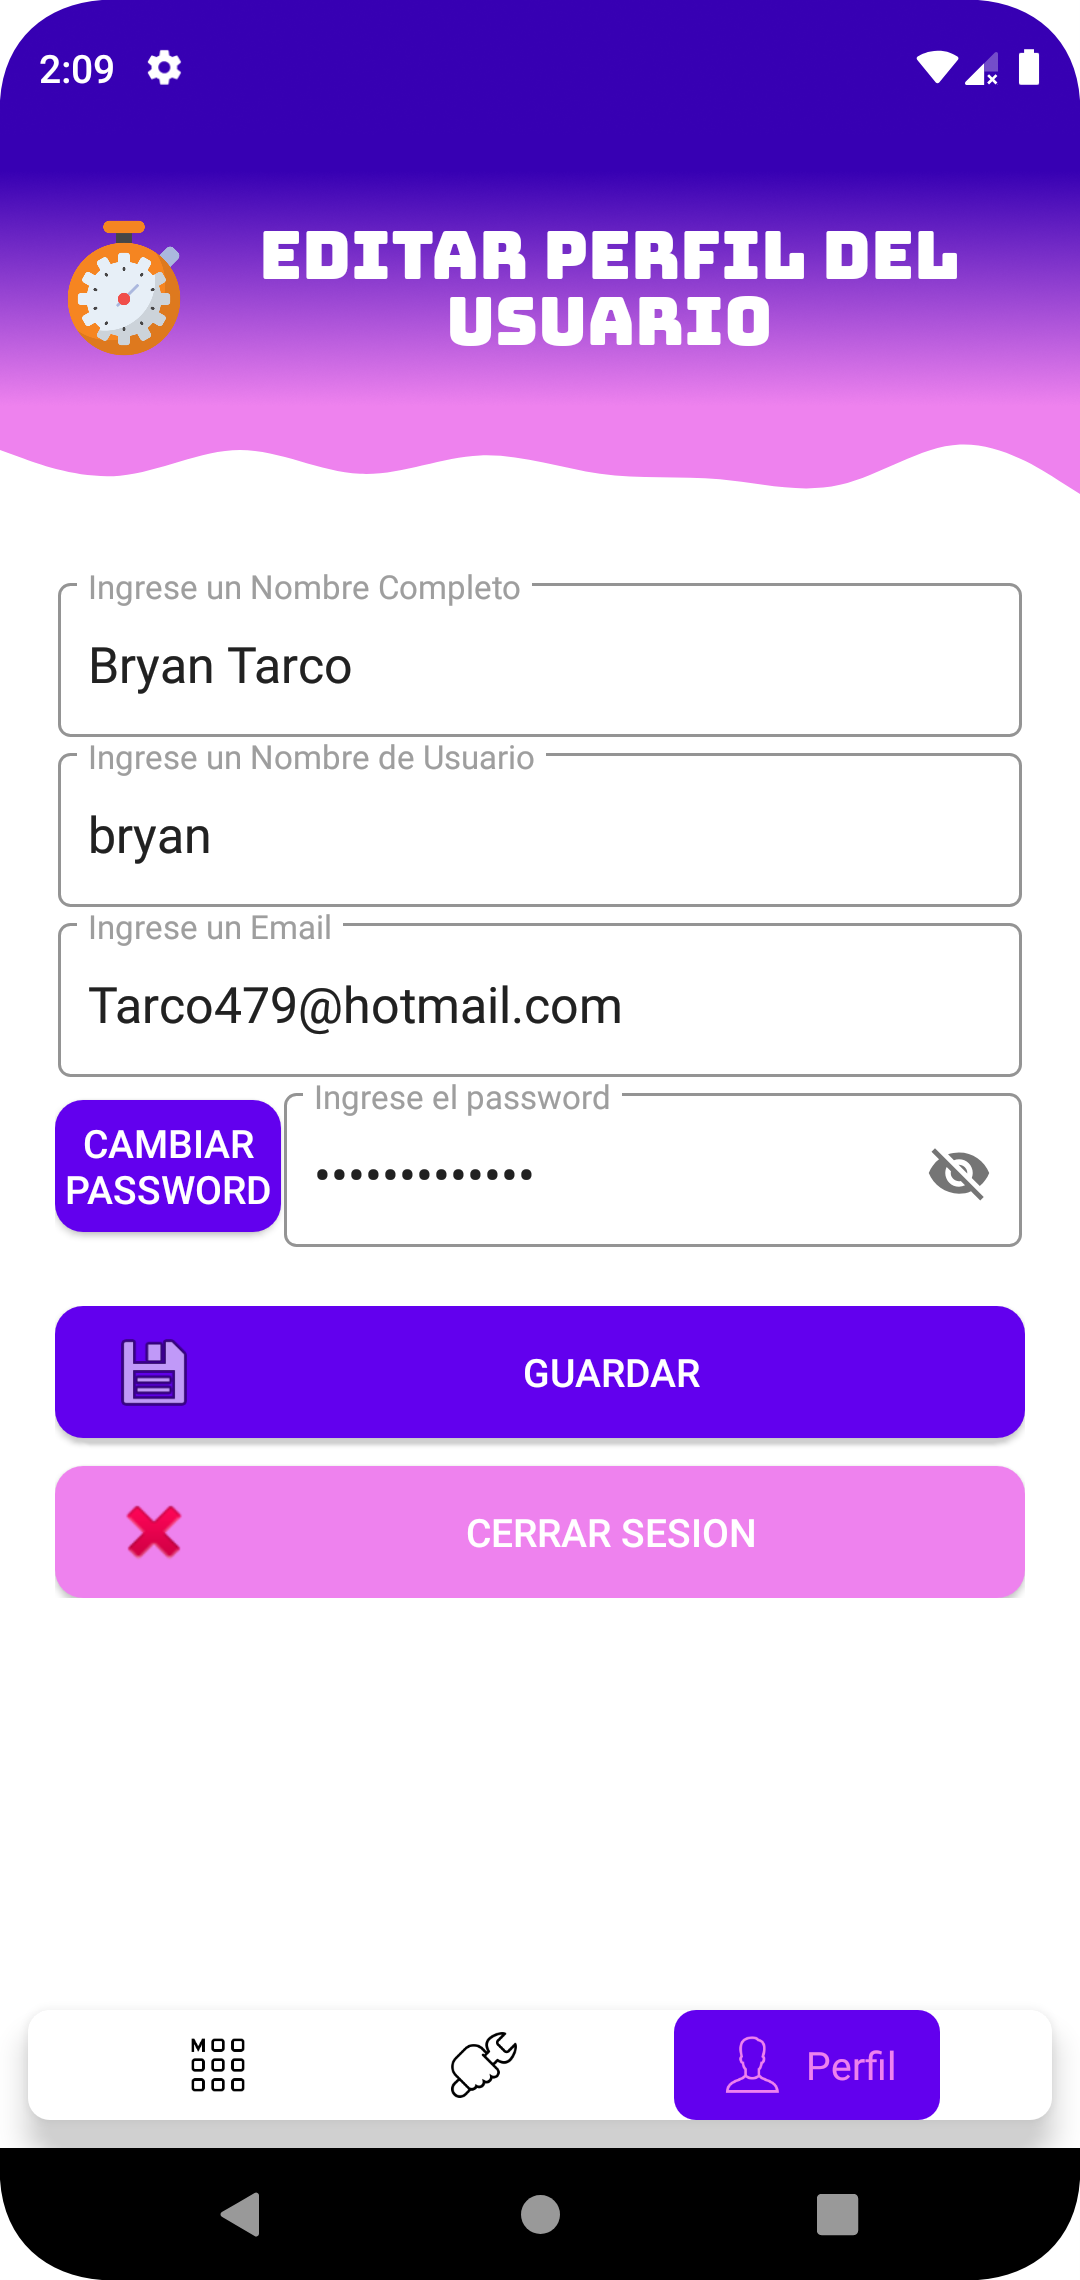 2:09
EDITAR PERFIL DEL
USUARIO
Ingrese un Nombre Completo
Bryan Tarco
Ingrese un Nombre de Usuario
bryan
Ingrese un Email
Tarco479@hotmail.com
CAMBIAR
PASSWORD
Ingrese el password
•••••••••••••
GUARDAR
CERRAR SESION
M
Perfil